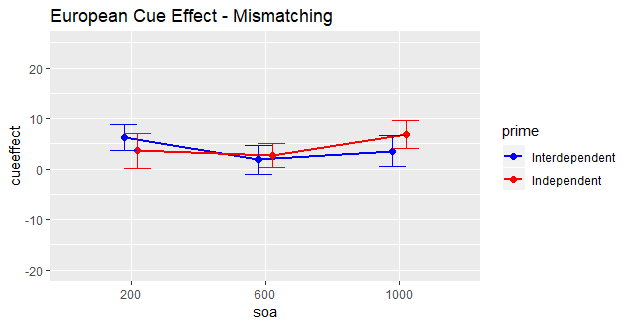 European Cue Effect - Mismatching
cueeffect
20
10
0
-10
-20
200
600
1000
soa
prime
Interdependent
Independent